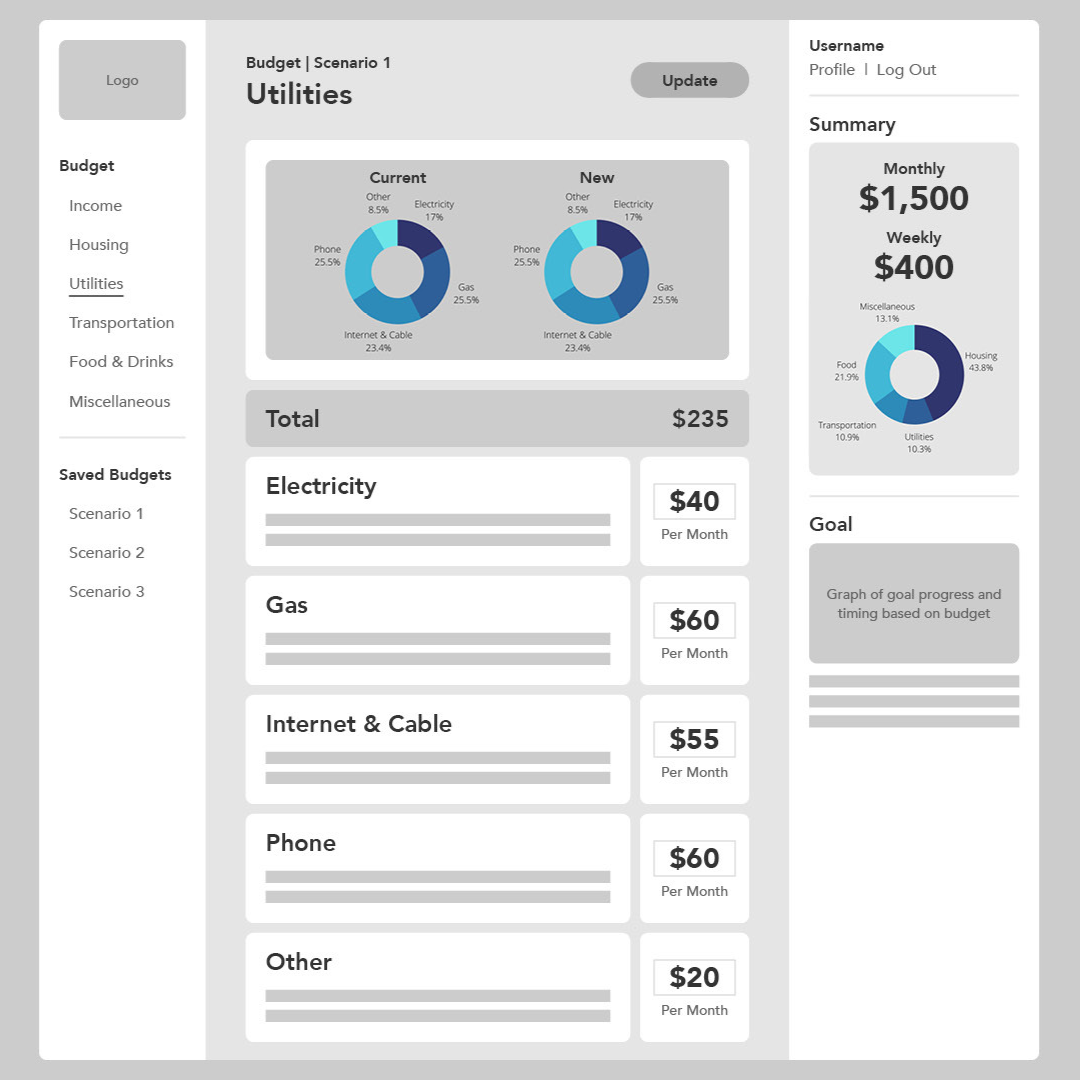 Logo
Budget
Income
Housing
Utilities
Transportation
Food & Drinks
Miscellaneous
Saved Budgets
Scenario 1
Scenario 2
Scenario 3
Budget | Scenario 1
Utilities
Update
Current
Other
8.5%
Electricity
17%
Phone
25.5%
Gas
25.5%
Internet & Cable
23.4%
New
Other
8.5%
Electricity
17%
Phone
25.5%
Gas
25.5%
Internet & Cable
23.4%
Total $235
Electricity
$40
Per Month
Gas
$60
Per Month
Internet & Cable
$55
Per Month
Phone
$60
Per Month
Other
$20
Per Month
Username
Profile | Log Out
Summary
Monthly
$1,500
Weekly
$400
Miscellaneous
13.1%
Housing
43.8%
Food
21.9%
Transportation
10.9%
Utilities
10.3%
Goal
Graph of goal progress and
timing based on budget